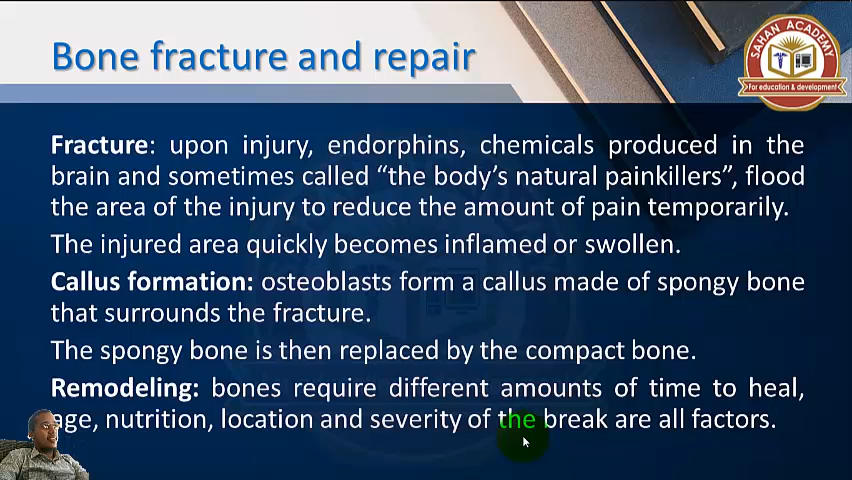 Bone fracture and repair
SAHAN ACADEMY
For education & development
Fracture: upon injury, endorphins, chemicals produced in the
brain and sometimes called “the body’s natural painkillers”, flood
the area of the injury to reduce the amount of pain temporarily.
The injured area quickly becomes inflamed or swollen.
Callus formation: osteoblasts form a callus made of spongy bone
that surrounds the fracture.
The spongy bone is then replaced by the compact bone.
Remodeling: bones require different amounts of time to heal,
age, nutrition, location and severity of the break are all factors.